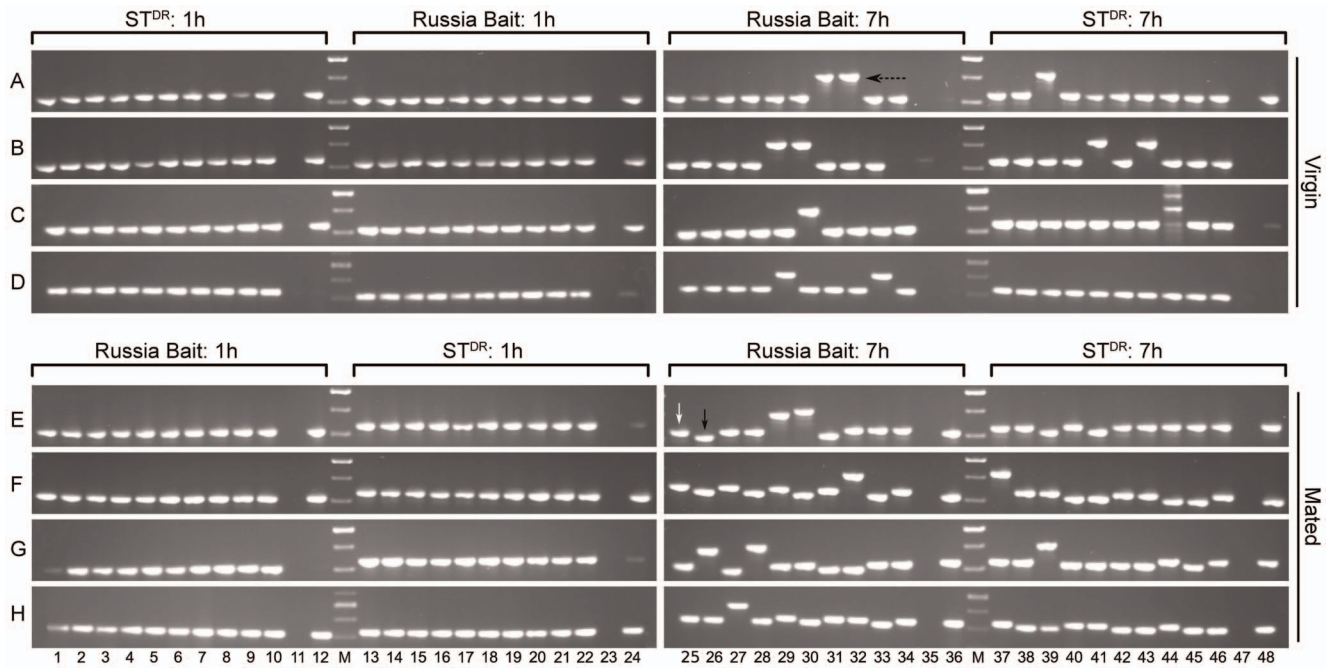 ST^DR: 1h Russia Bait: 1h Russia Bait: 7h ST^DR: 7h
A
B
C
D
Virgin
Russia Bait: 1h ST^DR: 1h Russia Bait: 7h ST^DR: 7h
E
F
G
H
Mated
1 2 3 4 5 6 7 8 9 10 11 12 M 13 14 15 16 17 18 19 20 21 22 23 24 25 26 27 28 29 30 31 32 33 34 35 36 M 37 38 39 40 41 42 43 44 45 46 47 48